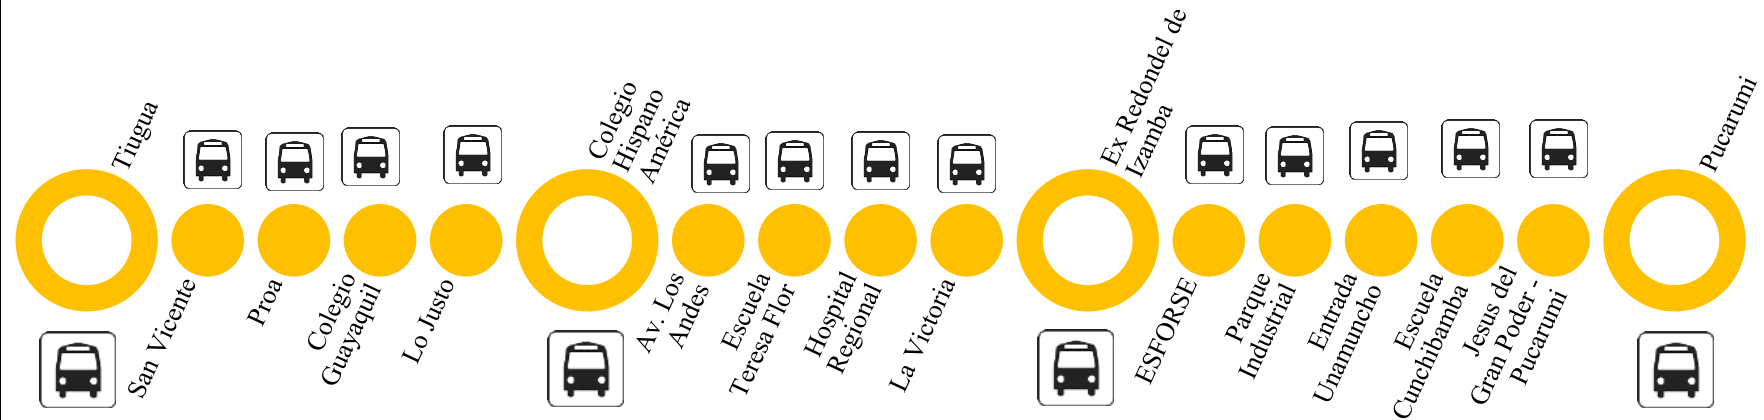 Tiugua
San Vicente
Proa
Colegio
Guayaquil
Lo Justo
Colegio
Hispano
América
Av. Los
Andes
Escuela
Teresa Flor
Hospital
Regional
La Victoria
Ex Redondel de
Izamba
ESFORSE
Parque
Industrial
Entrada
Unamuncho
Escuela
Cunchibamba
Jesus del
Gran Poder -
Pucarumi
Pucarumi